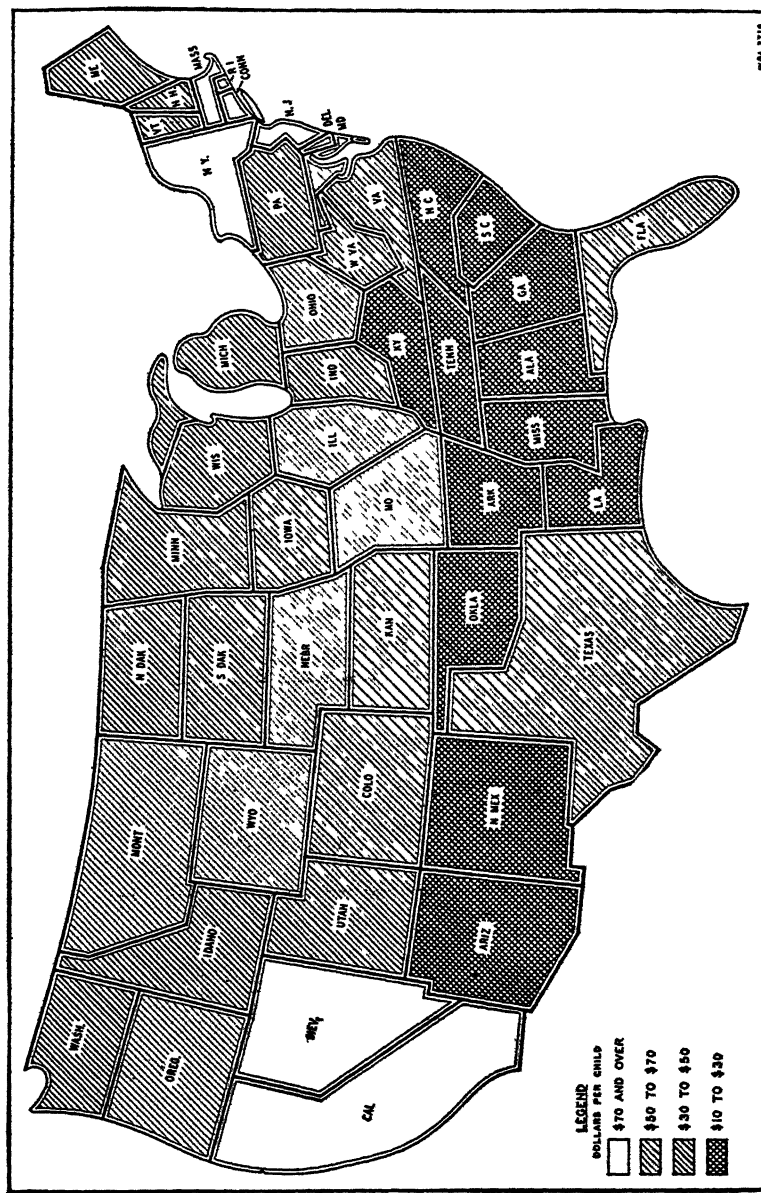 WASH.
OREG.
CAL
NEV.
IDAHO
MONT
WYO
UTAH
COLO
ARIZ
N MEX
N DAK
S DAK
NEBR
KAN
OKLA
TEXAS
MINN
IOWA
MO
ARK
LA
WIS
ILL
MICH
IND
OHIO
KY
TENN
MISS
ALA
GA
FLA
S C
N C
VA
W VA
PA
N Y.
VT
N H
ME
MASS
R I
CONN
N.J
DEL
MD
LEGEND
DOLLARS PER CHILD
$70 AND OVER
$50 TO $70
$30 TO $50
$10 TO $30